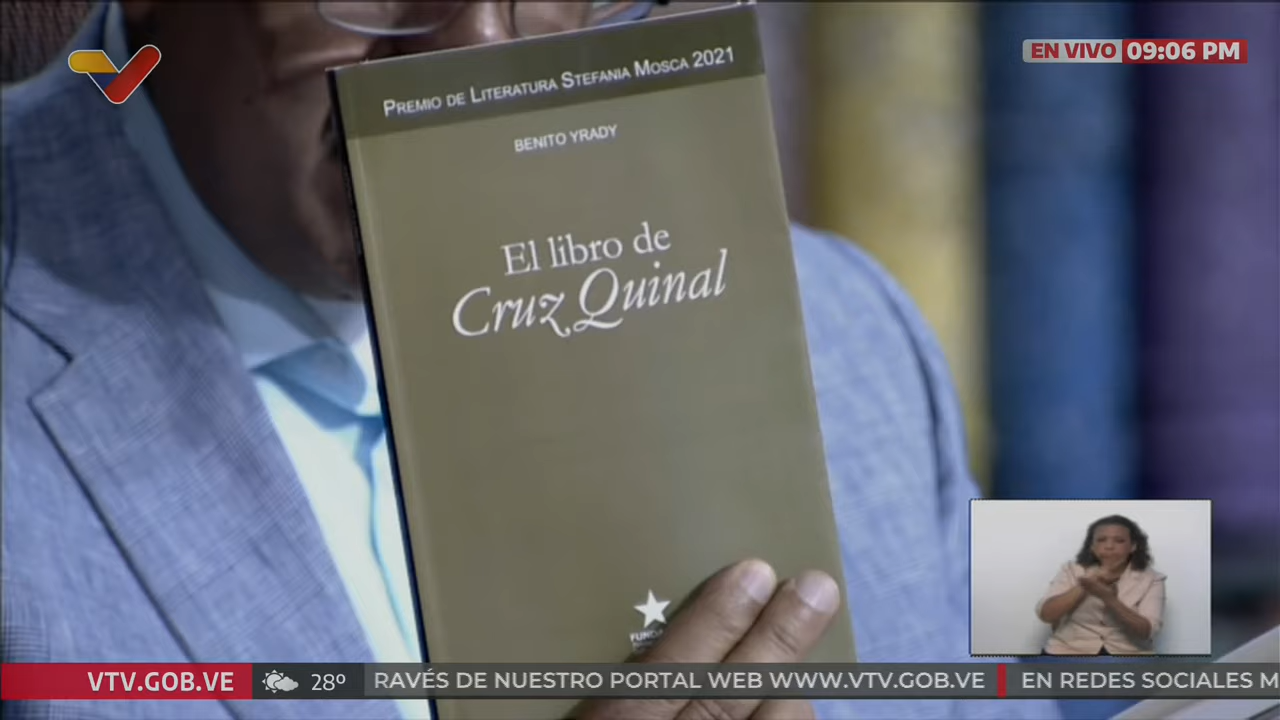 EN VIVO 09:06 PM
PREMIO DE LITERATURA STEFANIA MOSCA 2021
BENITO YRADY
El libro de
Cruz Quinal
VTV.GOB.VE 28º RAVÉS DE NUESTRO PORTAL WEB WWW.VTV.GOB.VE EN REDES SOCIALES M